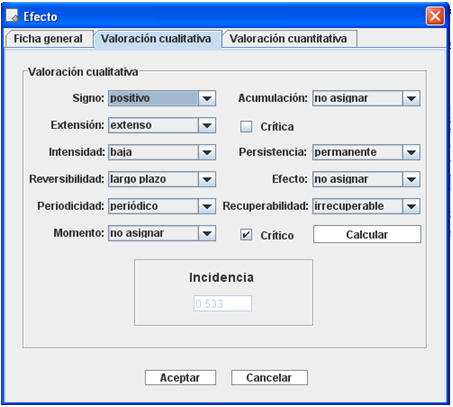 Efecto
Ficha general Valoración cualitativa Valoración cuantitativa
Valoración cualitativa
Signo: positivo Acumulación: no asignar
Extensión: extenso Crítica
Intensidad: baja Persistencia: permanente
Reversibilidad: largo plazo Efecto: no asignar
Periodicidad: periódico Recuperabilidad: irrecuperable
Momento: no asignar Crítico Calcular
Incidencia
0.533
Aceptar Cancelar